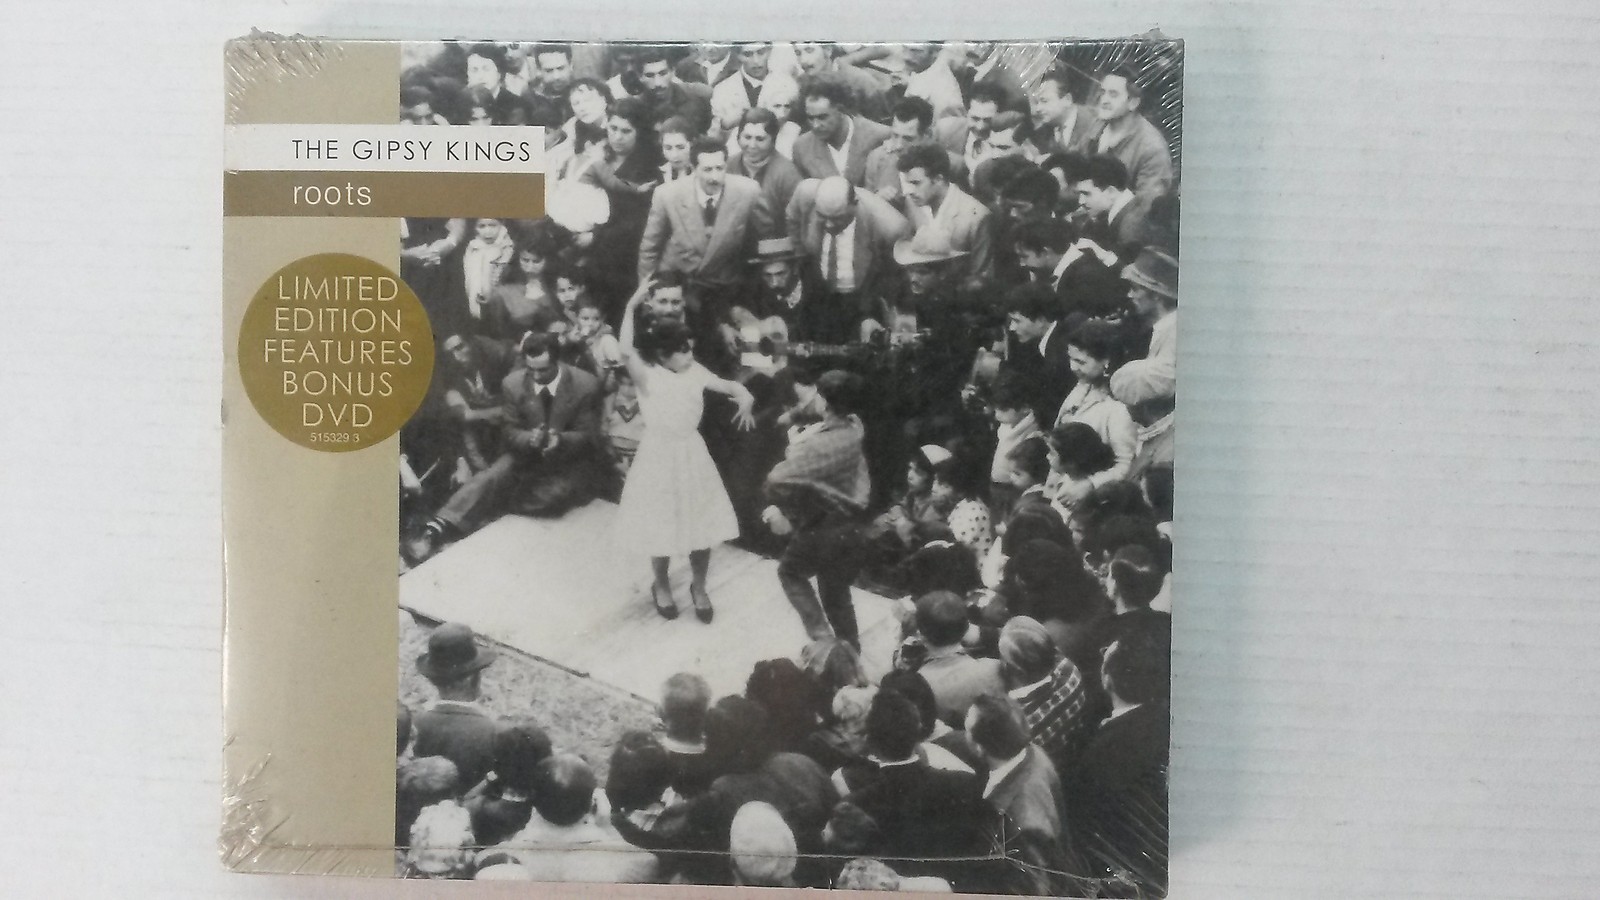 THE GIPSY KINGS
roots
LIMITED
EDITION
FEATURES
BONUS
DVD
515329 3